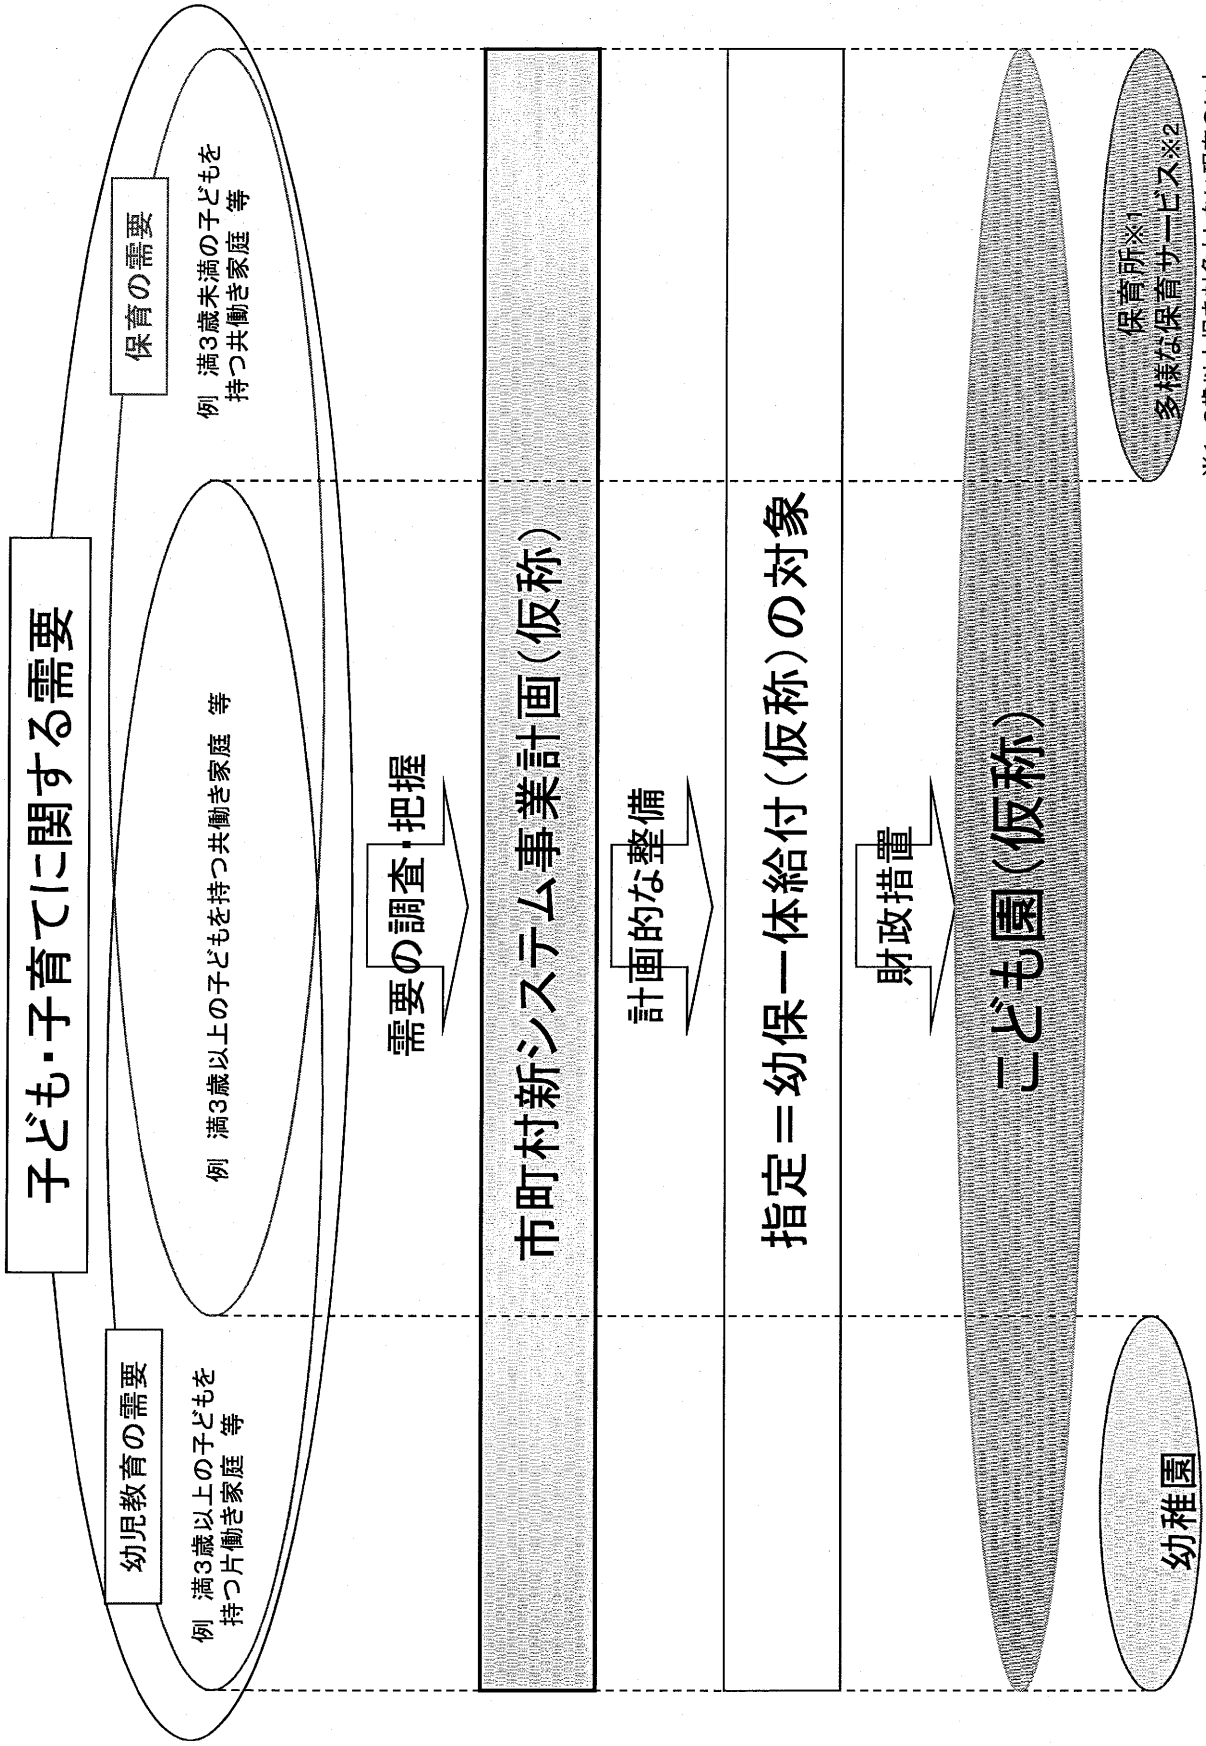 子ども・子育てに関する需要
幼児教育の需要
保育の需要
例 満3歳以上の子どもを
持つ片働き家庭 等
例 満3歳以上の子どもを持つ共働き家庭 等
例 満3歳未満の子どもを
持つ共働き家庭 等
需要の調査・把握
市町村新システム事業計画(仮称)
計画的な整備
指定=幼保一体給付(仮称)の対象
財政措置
こども園(仮称)
幼稚園
保育所※1
多様な保育サービス※2